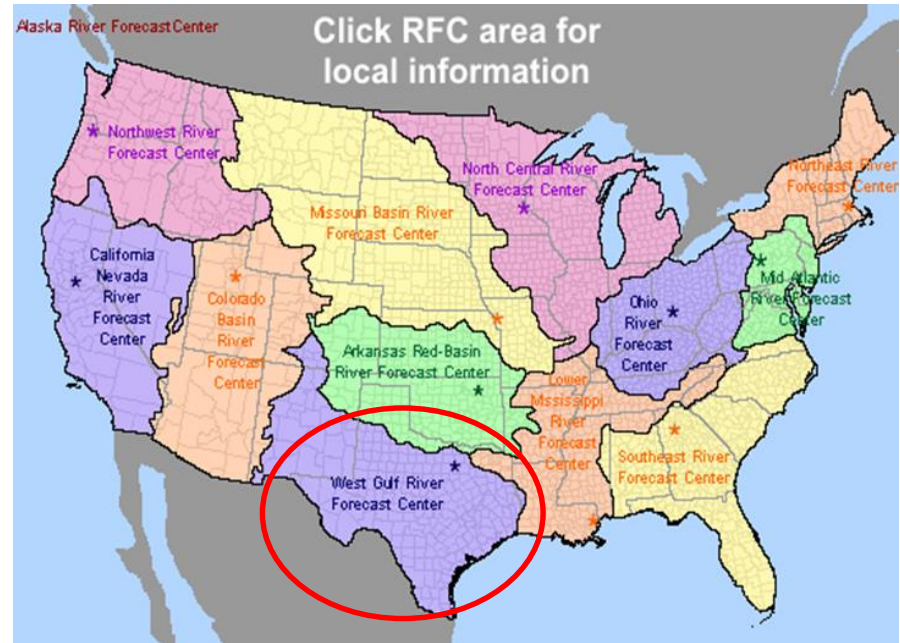 Alaska River Forecast Center
Click RFC area for
local information
Northwest River
Forecast Center
North Central River
Forecast Center
Northeast River
Forecast Center
Missouri Basin River
Forecast Center
California
Nevada
River
Forecast
Center
Colorado
Basin
River
Forecast
Center
Ohio
River
Forecast
Center
Mid Atlantic
River Forecast
Center
Arkansas Red-Basin
River Forecast Center
Lower
Mississippi
River
Forecast
Center
Southeast River
Forecast Center
West Gulf River
Forecast Center